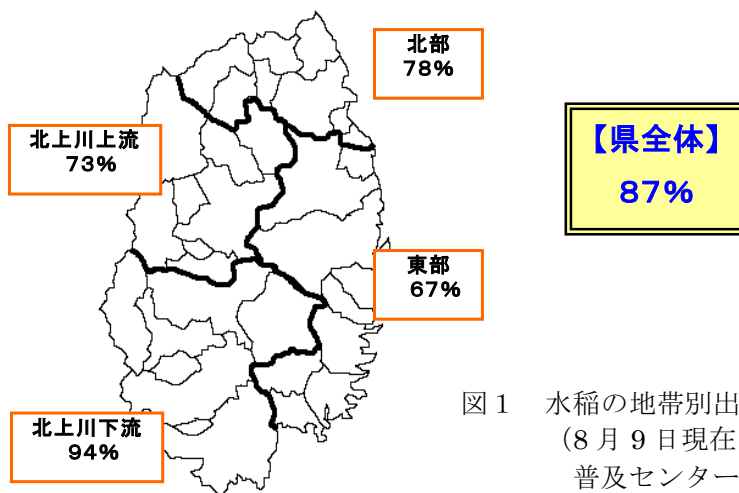 北部
78%
北上川上流
73%
【県全体】
87%
東部
67%
北上川下流
94%
図1 水稲の地帯別出
（8月9日現在
普及センター